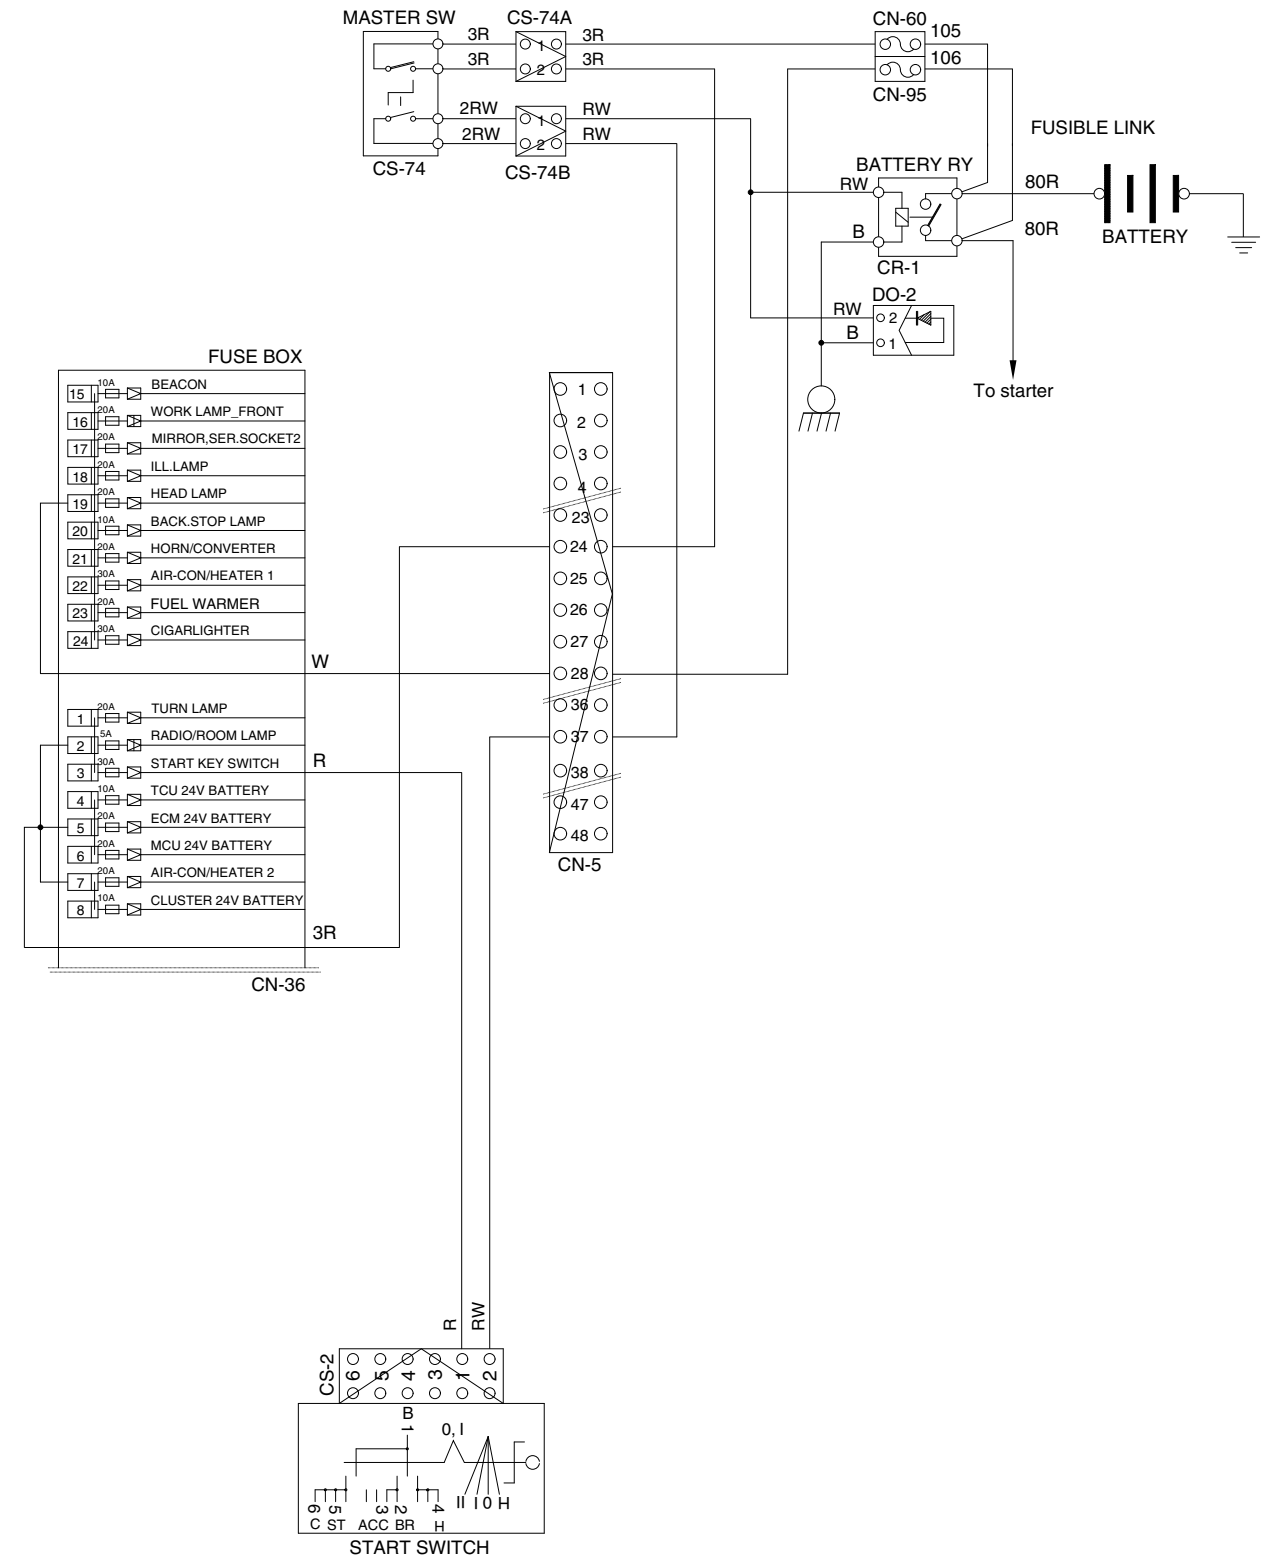 MASTER SW
CS-74A
CN-60
3R
1
3R
105
3R
2
3R
106
CN-95
2RW
1
RW
2RW
2
RW
CS-74
CS-74B
FUSIBLE LINK
BATTERY RY
RW
80R
B
80R
BATTERY
CR-1
DO-2
RW
2
B
1
To starter
FUSE BOX
15
10A
BEACON
16
20A
WORK LAMP_FRONT
17
20A
MIRROR,SER.SOCKET2
18
20A
ILL.LAMP
19
20A
HEAD LAMP
20
10A
BACK.STOP LAMP
21
20A
HORN/CONVERTER
22
30A
AIR-CON/HEATER 1
23
20A
FUEL WARMER
24
30A
CIGARLIGHTER
W
1
20A
TURN LAMP
2
5A
RADIO/ROOM LAMP
3
30A
START KEY SWITCH
R
4
10A
TCU 24V BATTERY
5
20A
ECM 24V BATTERY
6
20A
MCU 24V BATTERY
7
20A
AIR-CON/HEATER 2
8
10A
CLUSTER 24V BATTERY
3R
CN-36
1
2
3
4
23
24
25
26
27
28
36
37
38
47
48
CN-5
R
RW
CS-2
6
5
4
3
1
2
B
1
0, I
II I 0 H
6
5
3
2
4
C
ST
ACC
BR
H
START SWITCH